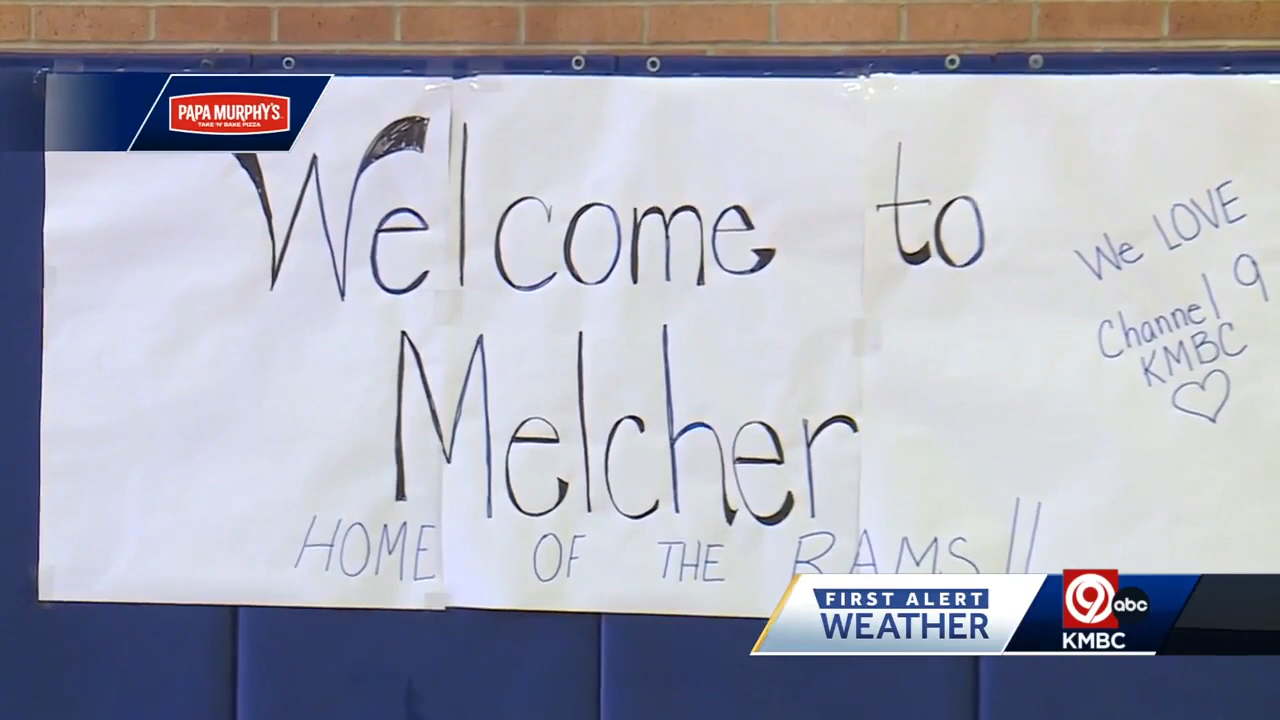 PAPA MURPHY'S
TAKE 'N' BAKE PIZZA
Welcome to
Melcher
HOME OF THE RAMS!!
We LOVE
Channel 9
KMBC
FIRST ALERT
WEATHER
9 abc
KMBC